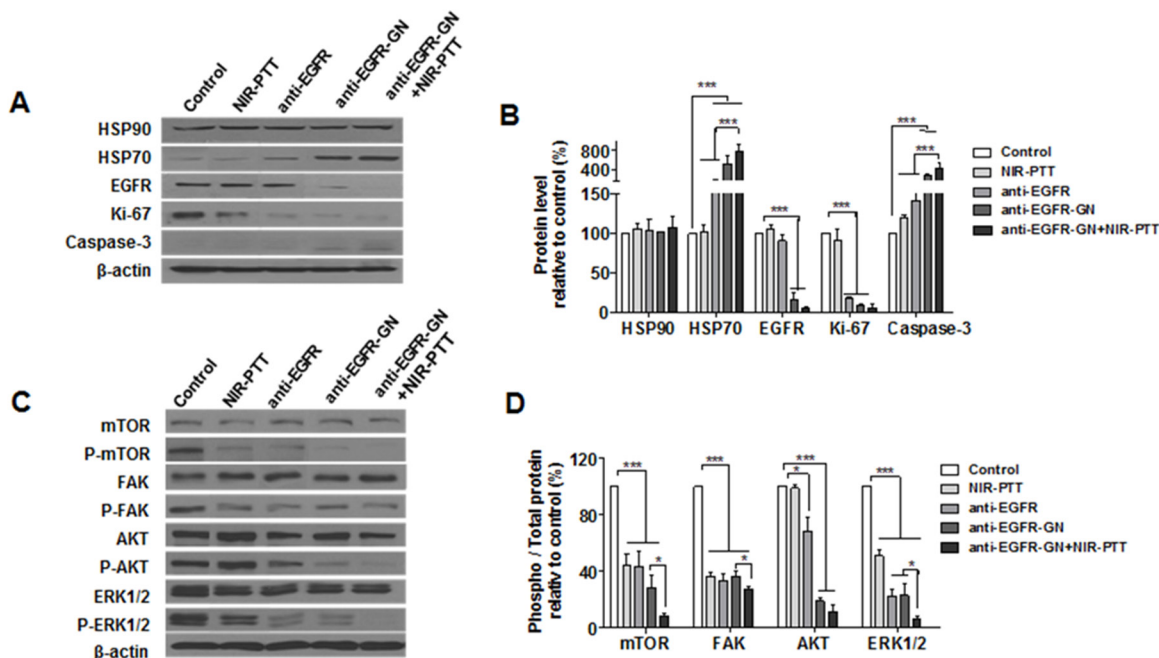 A
Control
NIR-PTT
anti-EGFR
anti-EGFR-GN
anti-EGFR-GN
+NIR-PTT
HSP90
HSP70
EGFR
Ki-67
Caspase-3
β-actin
B
Protein level
relative to control (%)
800
400
150
100
50
0
***
***
***
***
***
***
HSP90 HSP70 EGFR Ki-67 Caspase-3
Control
NIR-PTT
anti-EGFR
anti-EGFR-GN
anti-EGFR-GN+NIR-PTT
C
Control
NIR-PTT
anti-EGFR
anti-EGFR-GN
anti-EGFR-GN
+NIR-PTT
mTOR
P-mTOR
FAK
P-FAK
AKT
P-AKT
ERK1/2
P-ERK1/2
β-actin
D
Phospho / Total protein
relativ to control (%)
120
80
40
0
*** *** *** ***
*
* * *
mTOR FAK AKT ERK1/2
Control
NIR-PTT
anti-EGFR
anti-EGFR-GN
anti-EGFR-GN+NIR-PTT